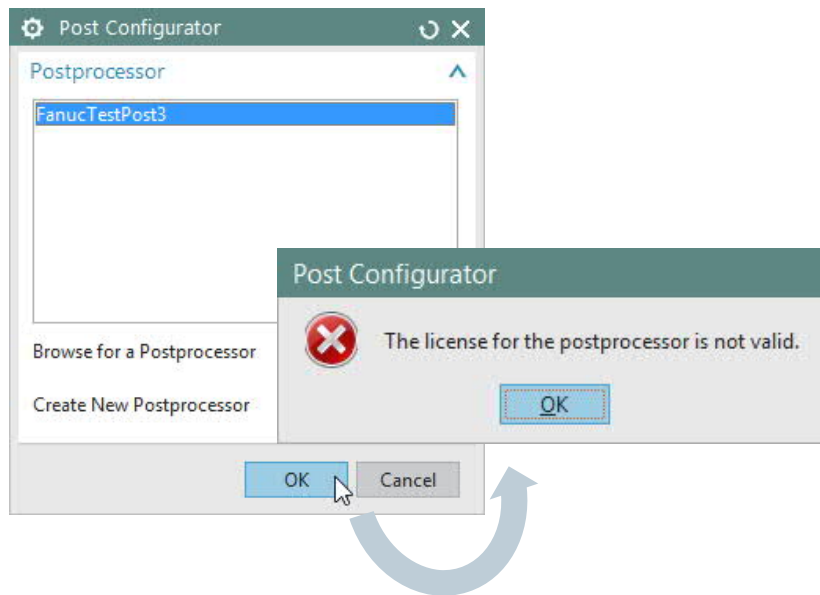 Post Configurator
Postprocessor
FanucTestPost3
Browse for a Postprocessor
Create New Postprocessor
OK
Cancel
Post Configurator
The license for the postprocessor is not valid.
OK